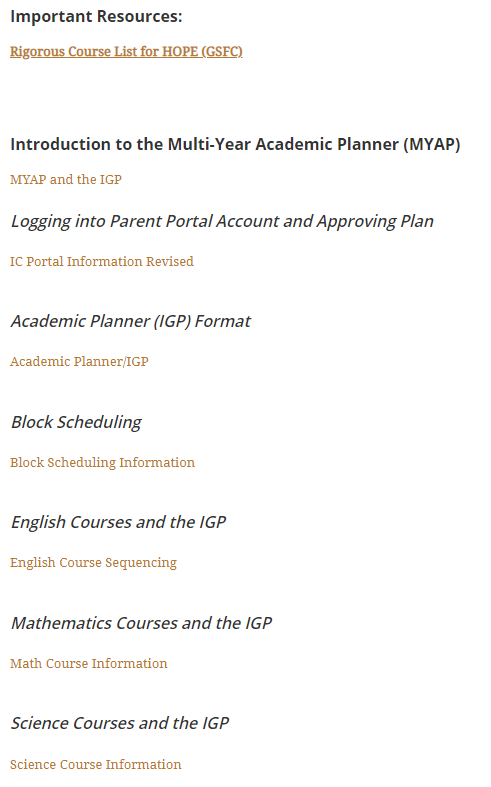 Important Resources:
Rigorous Course List for HOPE (GSFC)
Introduction to the Multi-Year Academic Planner (MYAP)
MYAP and the IGP
Logging into Parent Portal Account and Approving Plan
IC Portal Information Revised
Academic Planner (IGP) Format
Academic Planner/IGP
Block Scheduling
Block Scheduling Information
English Courses and the IGP
English Course Sequencing
Mathematics Courses and the IGP
Math Course Information
Science Courses and the IGP
Science Course Information